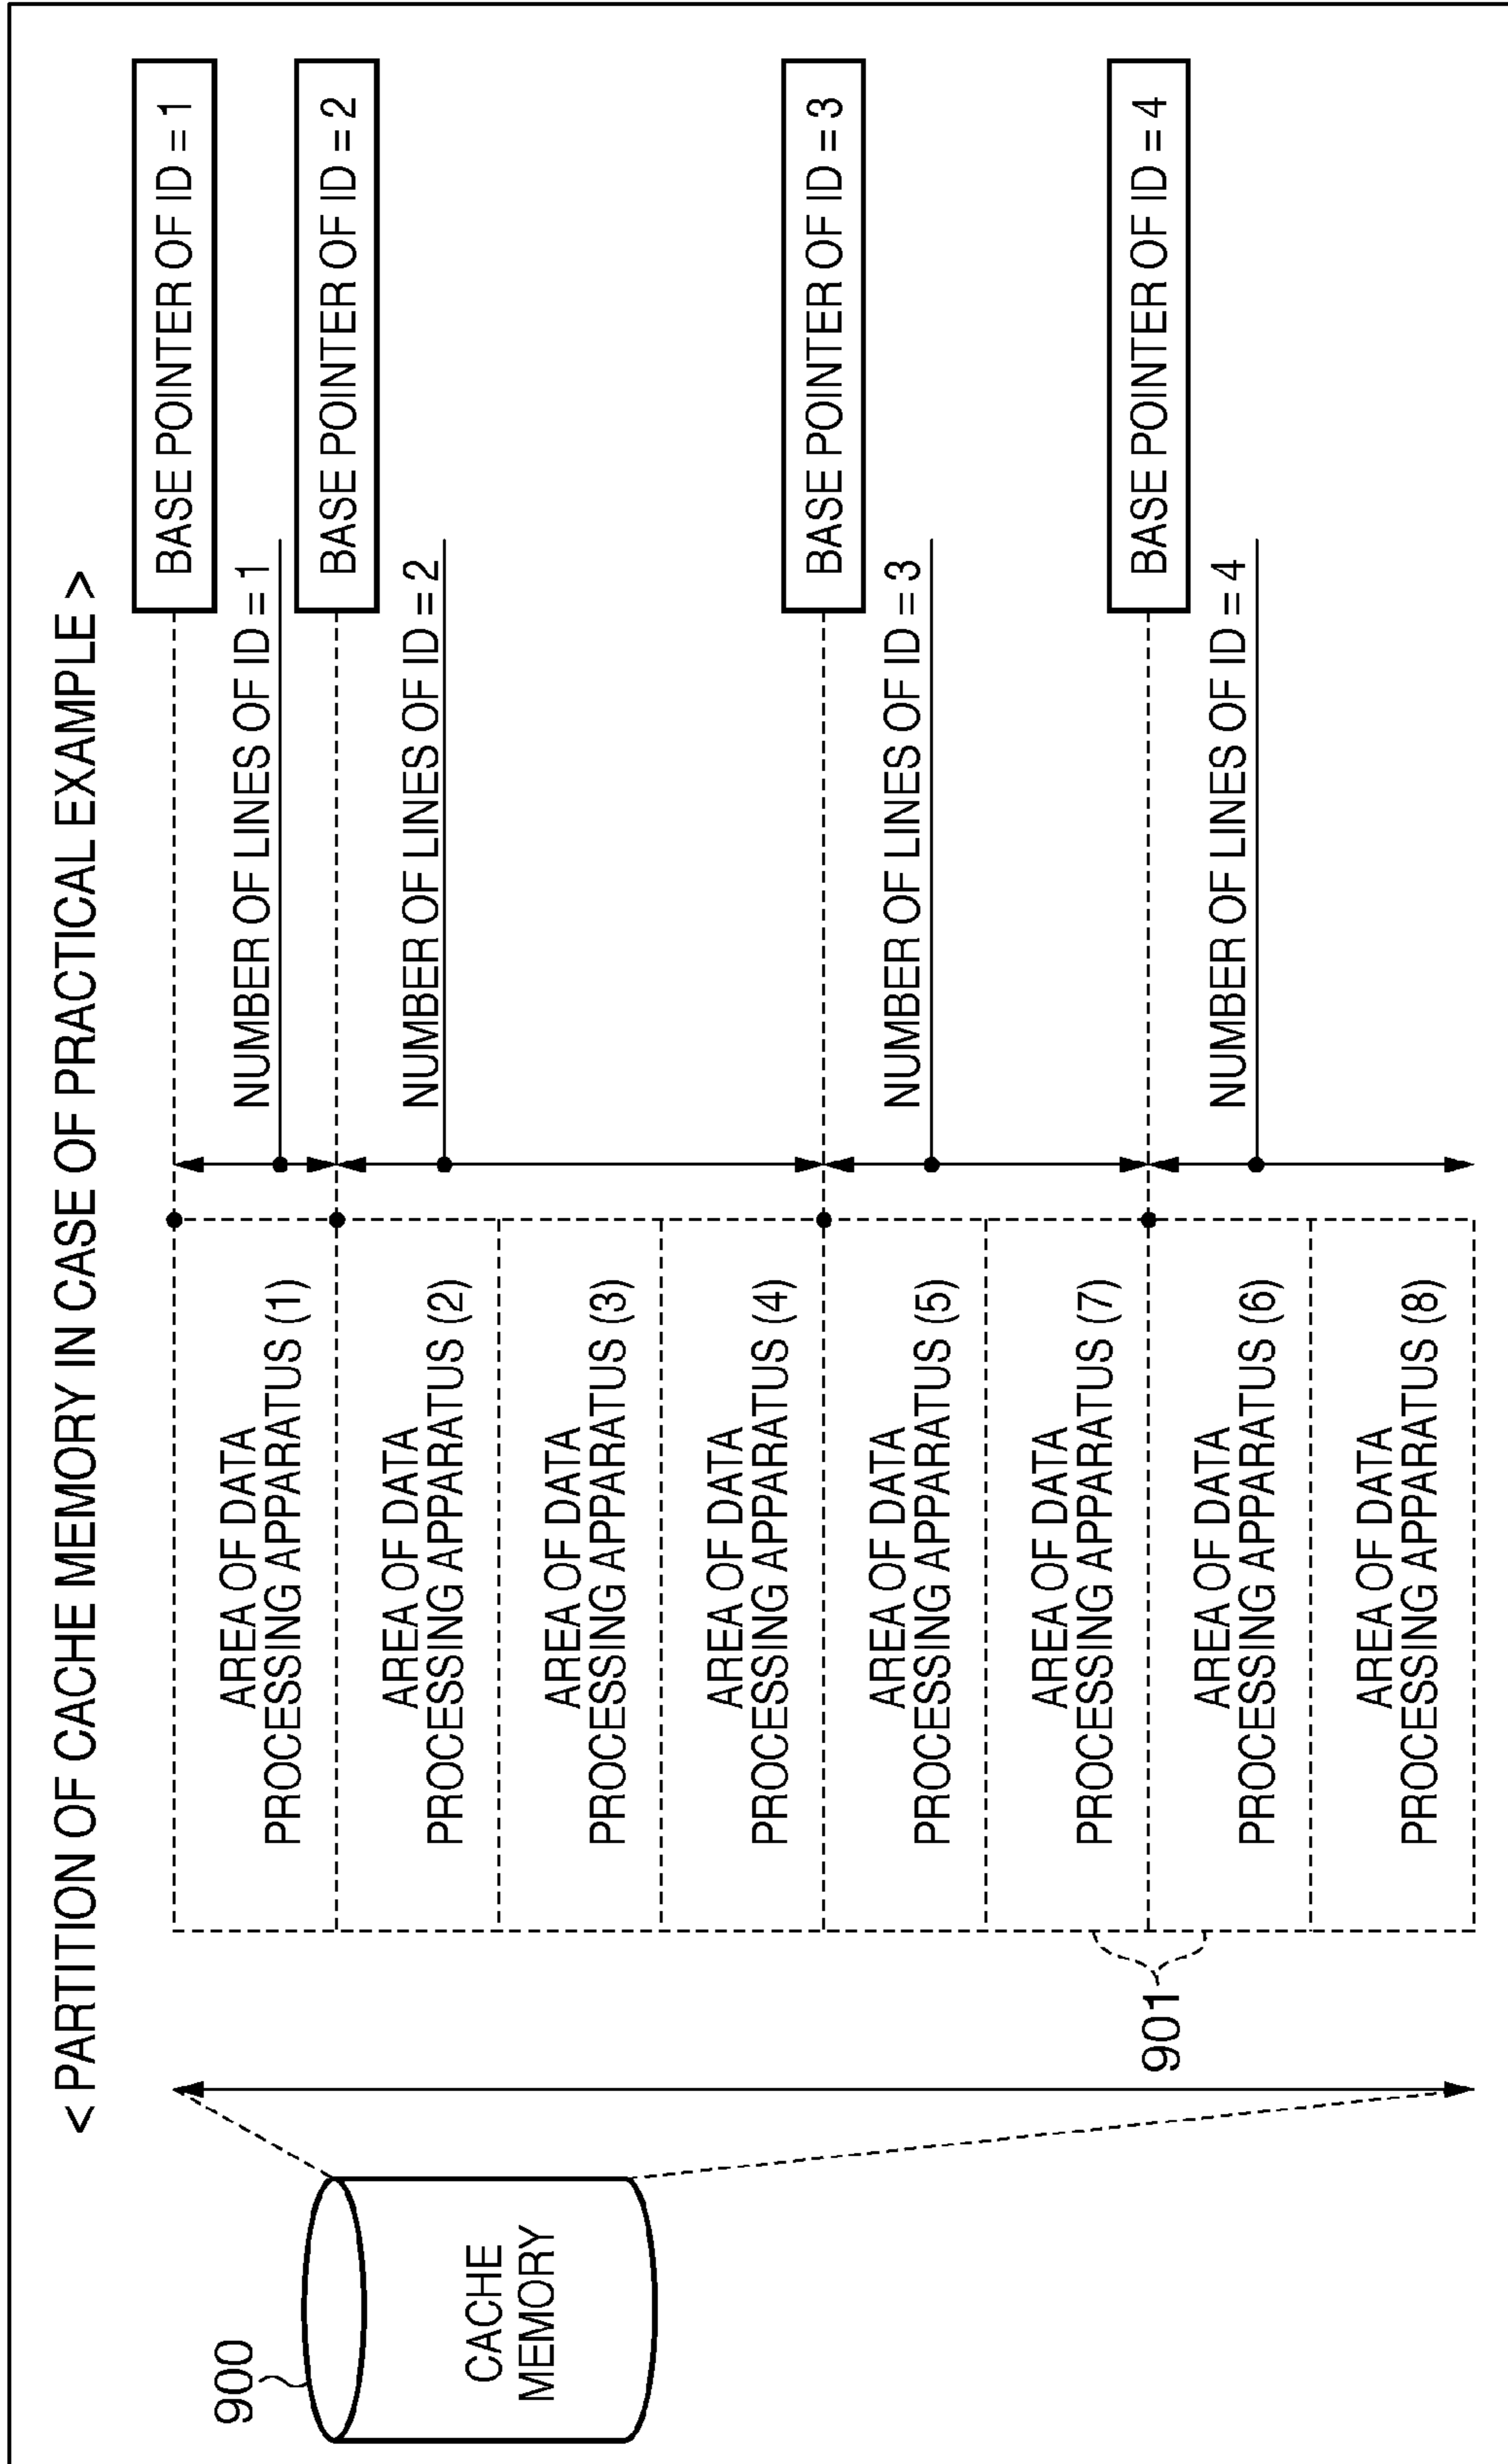 < PARTITION OF CACHE MEMORY IN CASE OF PRACTICAL EXAMPLE >
900
CACHE
MEMORY
901
AREA OF DATA
PROCESSING APPARATUS (1)
AREA OF DATA
PROCESSING APPARATUS (2)
AREA OF DATA
PROCESSING APPARATUS (3)
AREA OF DATA
PROCESSING APPARATUS (4)
AREA OF DATA
PROCESSING APPARATUS (5)
AREA OF DATA
PROCESSING APPARATUS (7)
AREA OF DATA
PROCESSING APPARATUS (6)
AREA OF DATA
PROCESSING APPARATUS (8)
BASE POINTER OF ID = 1
NUMBER OF LINES OF ID = 1
BASE POINTER OF ID = 2
NUMBER OF LINES OF ID = 2
BASE POINTER OF ID = 3
NUMBER OF LINES OF ID = 3
BASE POINTER OF ID = 4
NUMBER OF LINES OF ID = 4